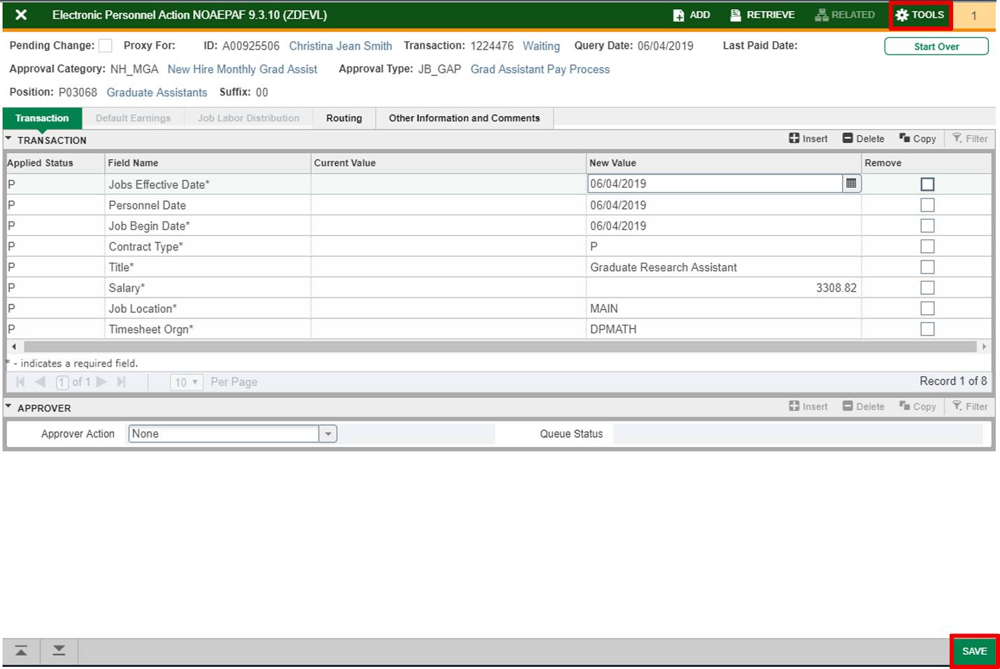 Electronic Personnel Action NOAEPAF 9.3.10 (ZDEVL) ADD RETRIEVE RELATED TOOLS 1
Pending Change: Proxy For: ID: A00925506 Christina Jean Smith Transaction: 1224476 Waiting Query Date: 06/04/2019 Last Paid Date: Start Over
Approval Category: NH_MGA New Hire Monthly Grad Assist Approval Type: JB_GAP Grad Assistant Pay Process
Position: P03068 Graduate Assistants Suffix: 00
Transaction Default Earnings Job Labor Distribution Routing Other Information and Comments
TRANSACTION Insert Delete Copy Filter
Applied Status Field Name Current Value New Value Remove
P Jobs Effective Date* 06/04/2019
P Personnel Date 06/04/2019
P Job Begin Date* 06/04/2019
P Contract Type* P
P Title* Graduate Research Assistant
P Salary* 3308.82
P Job Location* MAIN
P Timesheet Orgn* DPMATH
* - indicates a required field.
1 of 1 10 Per Page Record 1 of 8
APPROVER Insert Delete Copy Filter
Approver Action None Queue Status
SAVE